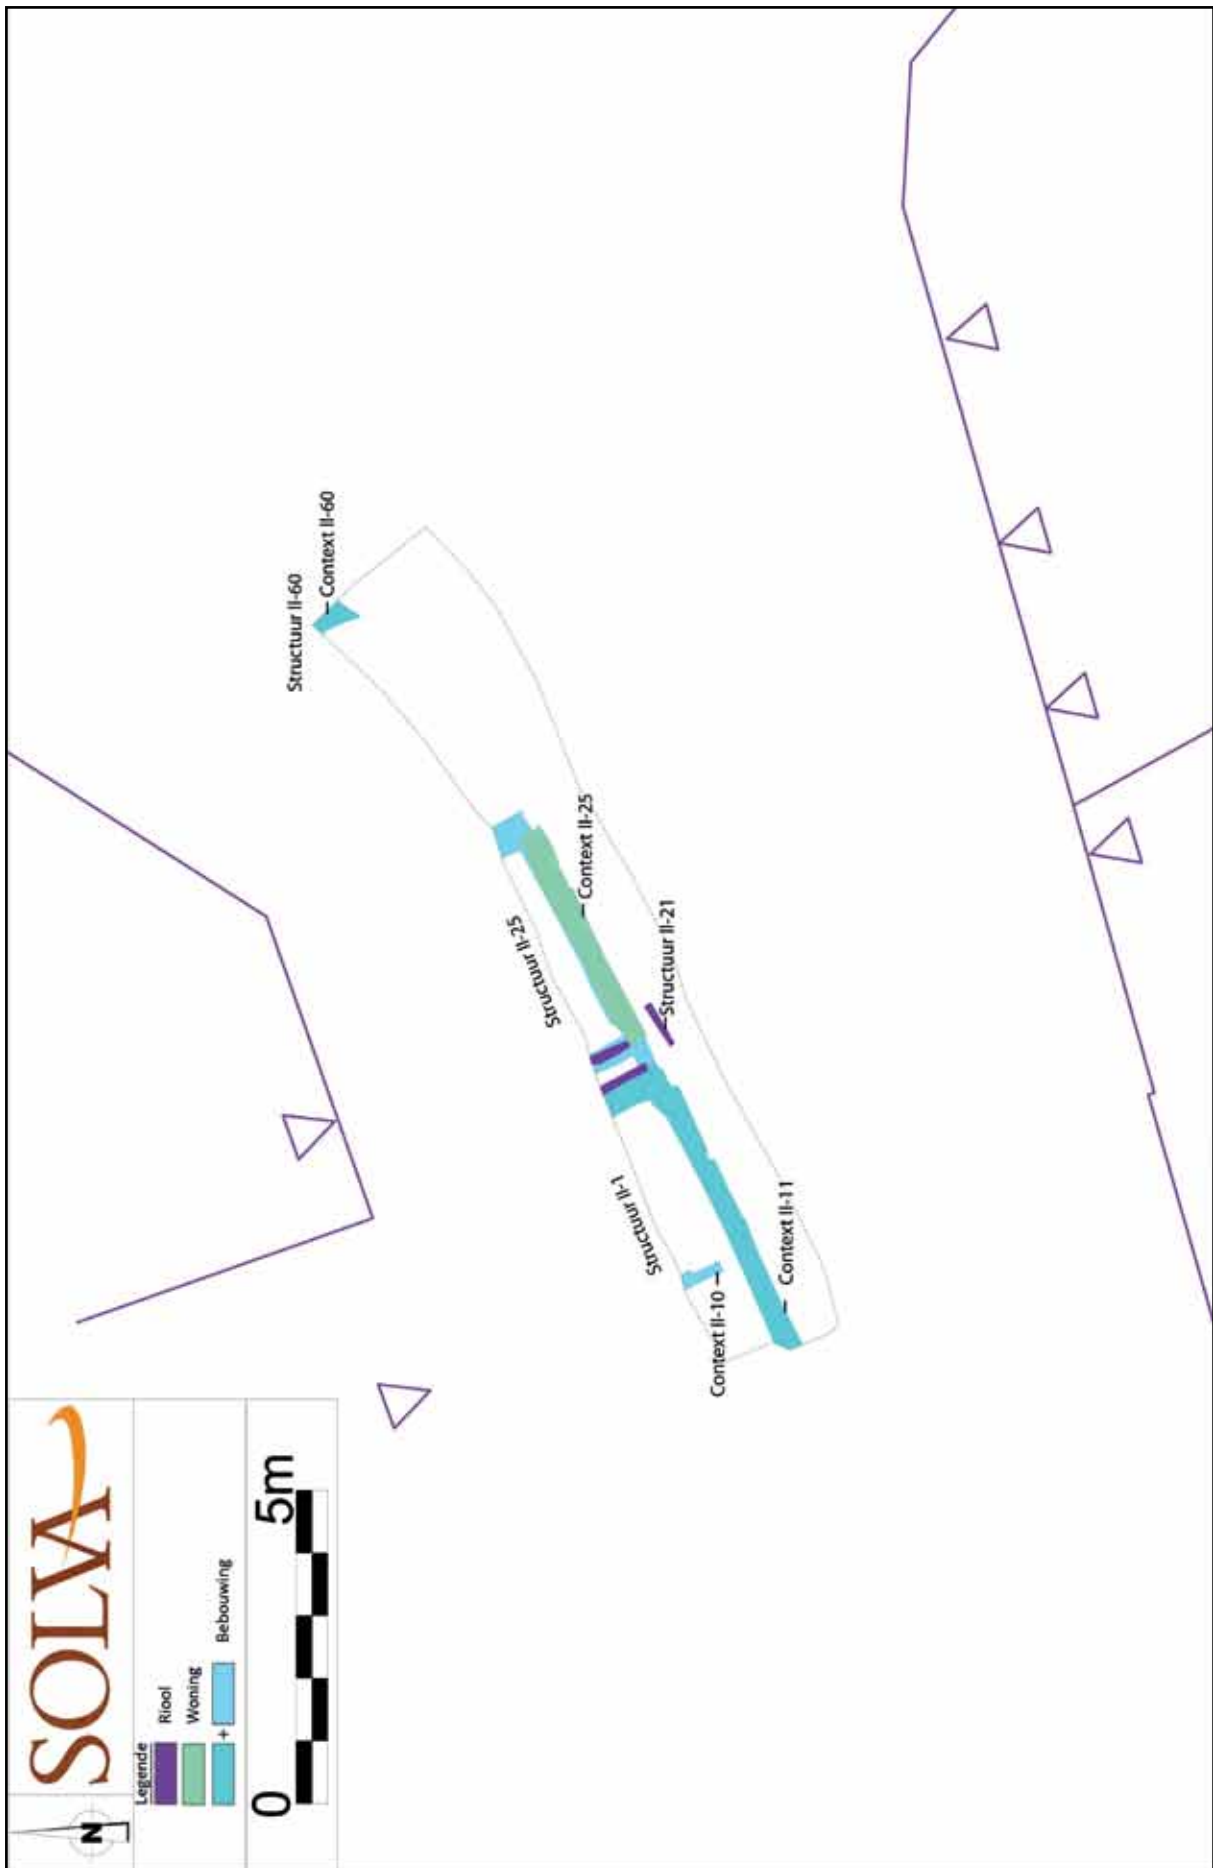 SOLVA
N
Legende
Riool
Woning
+ Bebouwing
0 5m
Structuur II-60
Context II-60
Structuur II-25
Context II-25
Structuur II-21
Structuur II-1
Context II-10
Context II-11